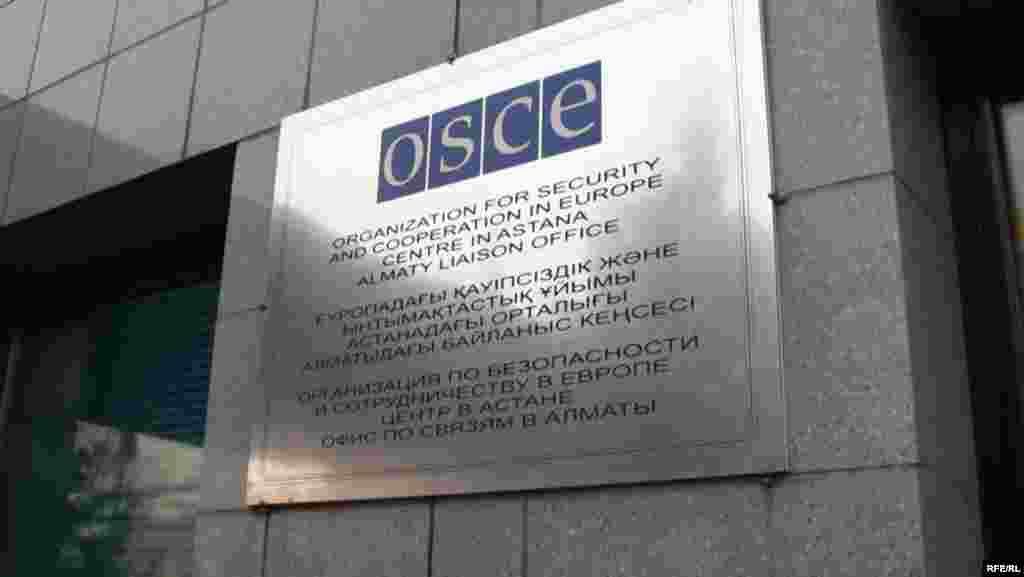 OSCE
ORGANIZATION FOR SECURITY
AND COOPERATION IN EUROPE
CENTRE IN ASTANA
ALMATY LIAISON OFFICE
ЕУРОПАДАҒЫ ҚАУІПСІЗДІК ЖӘНЕ
ЫНТЫМАҚТАСТЫҚ ҰЙЫМЫ
АСТАНАДАҒЫ ОРТАЛЫҒЫ
АЛМАТЫДАҒЫ БАЙЛАНЫС КЕҢСЕСІ
ОРГАНИЗАЦИЯ ПО БЕЗОПАСНОСТИ
И СОТРУДНИЧЕСТВУ В ЕВРОПЕ
ЦЕНТР В АСТАНЕ
ОФИС ПО СВЯЗЯМ В АЛМАТЫ
RFE/RL